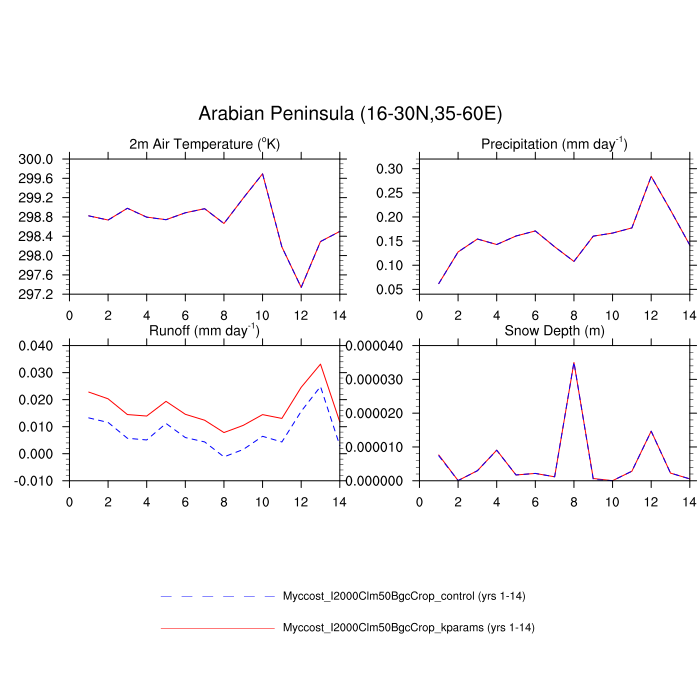 Arabian Peninsula (16-30N,35-60E)
2m Air Temperature (°K)
300.0
299.6
299.2
298.8
298.4
298.0
297.6
297.2
0 2 4 6 8 10 12 14
Precipitation (mm day⁻¹)
0.30
0.25
0.20
0.15
0.10
0.05
0 2 4 6 8 10 12 14
Runoff (mm day⁻¹)
0.040
0.030
0.020
0.010
0.000
-0.010
0 2 4 6 8 10 12 14
Snow Depth (m)
0.000040
0.000030
0.000020
0.000010
0.000000
0 2 4 6 8 10 12 14
Myccost_I2000Clm50BgcCrop_control (yrs 1-14)
Myccost_I2000Clm50BgcCrop_kparams (yrs 1-14)